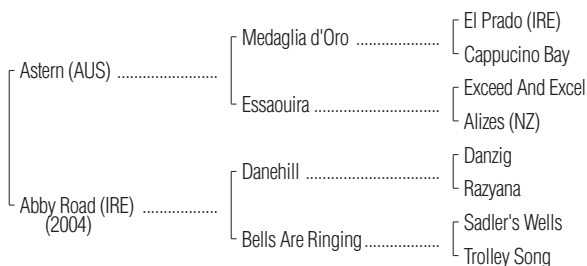 El Prado (IRE)
Medaglia d'Oro ....................
Cappucino Bay
Astern (AUS) ........................
Exceed And Excel
Essaouira ..............................
Alizes (NZ)
Danzig
Danehill ................................
Razyana
Abby Road (IRE) ..................
(2004)
Sadler's Wells
Bells Are Ringing..................
Trolley Song